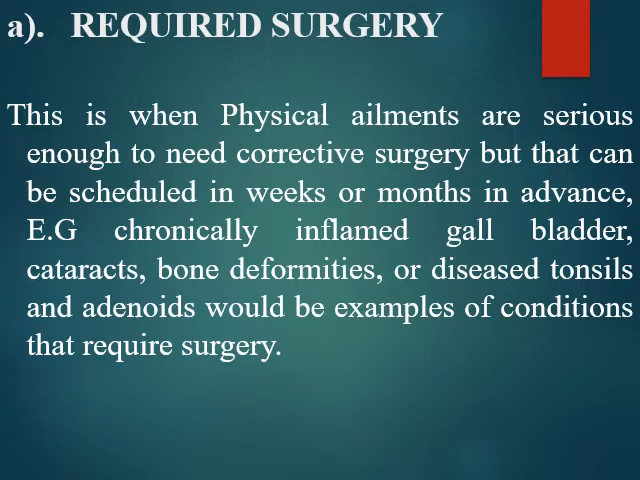 a). REQUIRED SURGERY
This is when Physical ailments are serious
enough to need corrective surgery but that can
be scheduled in weeks or months in advance,
E.G chronically inflamed gall bladder,
cataracts, bone deformities, or diseased tonsils
and adenoids would be examples of conditions
that require surgery.